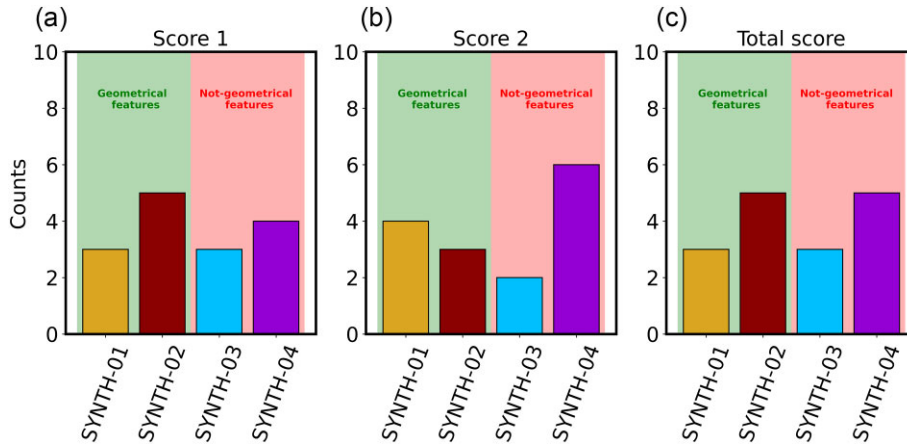 (a)
Score 1
10
8
6
4
2
0
Counts
Geometrical
features
Not-geometrical
features
SYNTH-01
SYNTH-02
SYNTH-03
SYNTH-04
(b)
Score 2
10
8
6
4
2
0
Geometrical
features
Not-geometrical
features
SYNTH-01
SYNTH-02
SYNTH-03
SYNTH-04
(c)
Total score
10
8
6
4
2
0
Geometrical
features
Not-geometrical
features
SYNTH-01
SYNTH-02
SYNTH-03
SYNTH-04